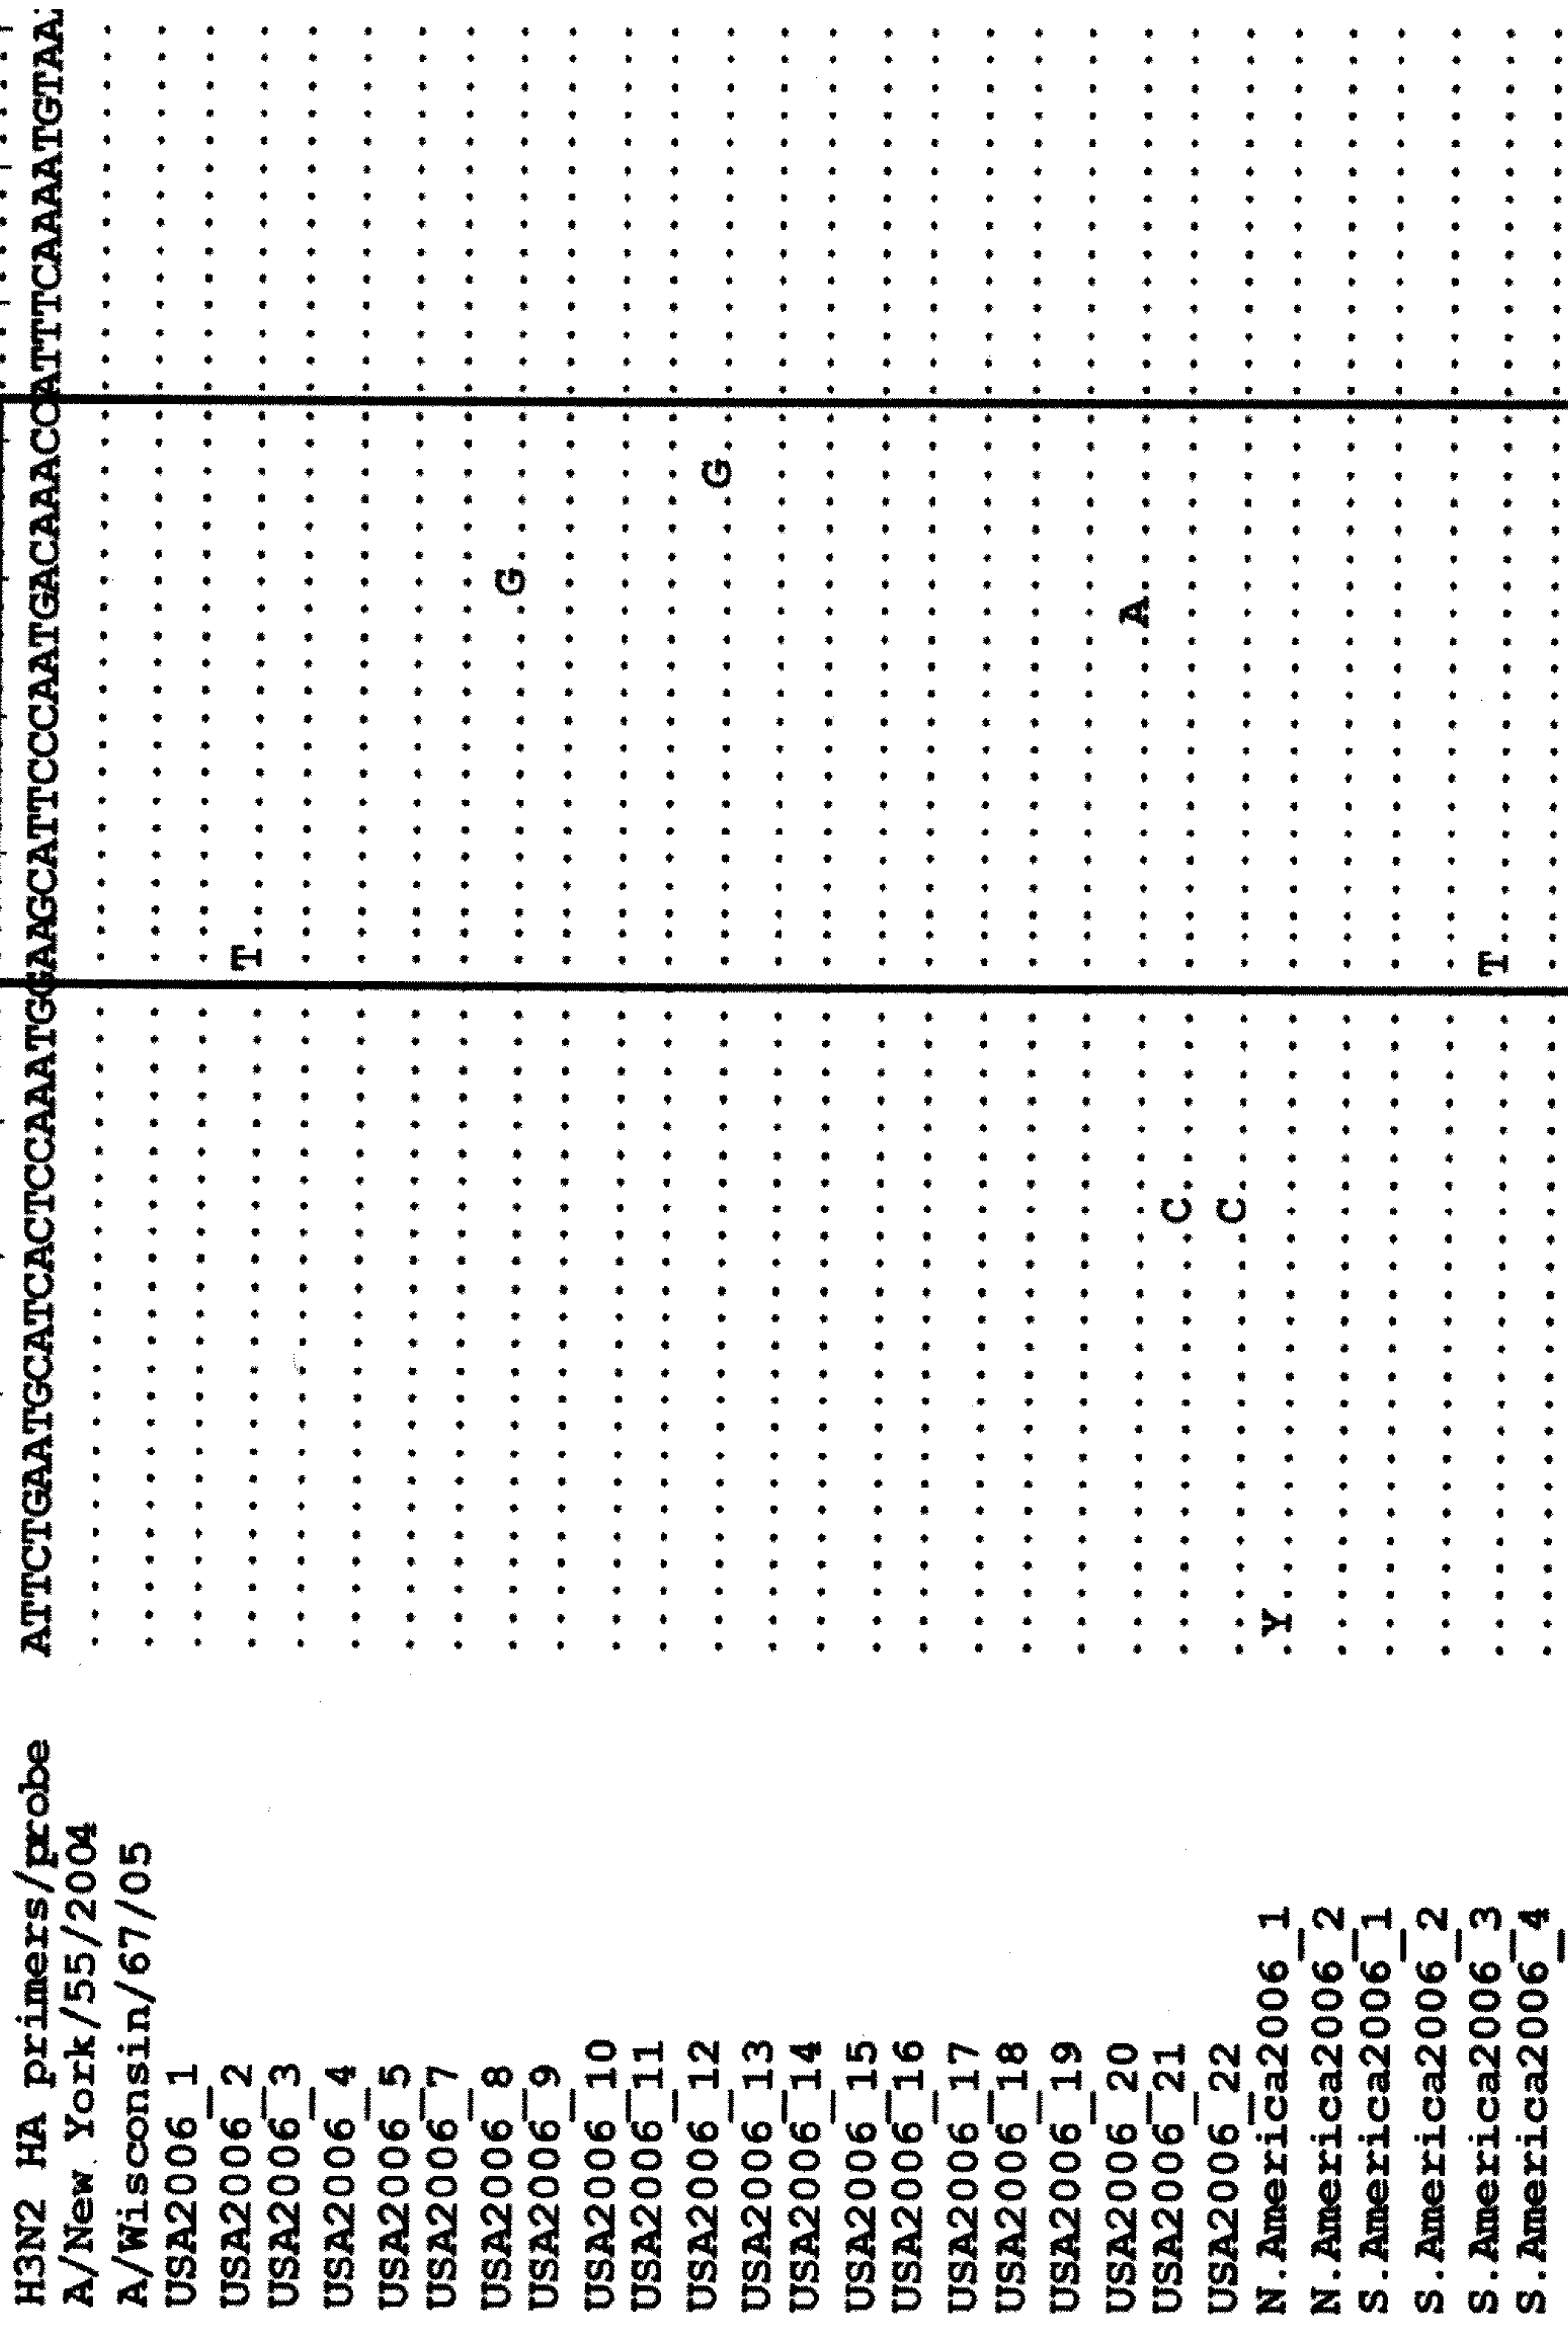 H3N2 HA primers/probe ATTCTGAATGCATCACTCCAAATGGAAGCATTCCCAATGACAAACCATTTCAAAATGTAA
A/New York/55/2004 ............................................................
A/Wisconsin/67/05 ............................................................
USA2006_1 ............................................................
USA2006_2 .........................T..................................
USA2006_3 ............................................................
USA2006_4 ............................................................
USA2006_5 ............................................................
USA2006_7 ............................................................
USA2006_8 .......................................G....................
USA2006_9 ............................................................
USA2006_10 ............................................................
USA2006_11 ............................................................
USA2006_12 ...........................................G................
USA2006_13 ............................................................
USA2006_14 ............................................................
USA2006_15 ............................................................
USA2006_16 ............................................................
USA2006_17 ............................................................
USA2006_18 ............................................................
USA2006_19 ............................................................
USA2006_20 ......................................A.....................
USA2006_21 ................C...........................................
USA2006_22 ................C...........................................
N.America2006_1 .Y..........................................................
N.America2006_2 ............................................................
S.America2006_1 ............................................................
S.America2006_2 ............................................................
S.America2006_3 .........................T..................................
S.America2006_4 ............................................................